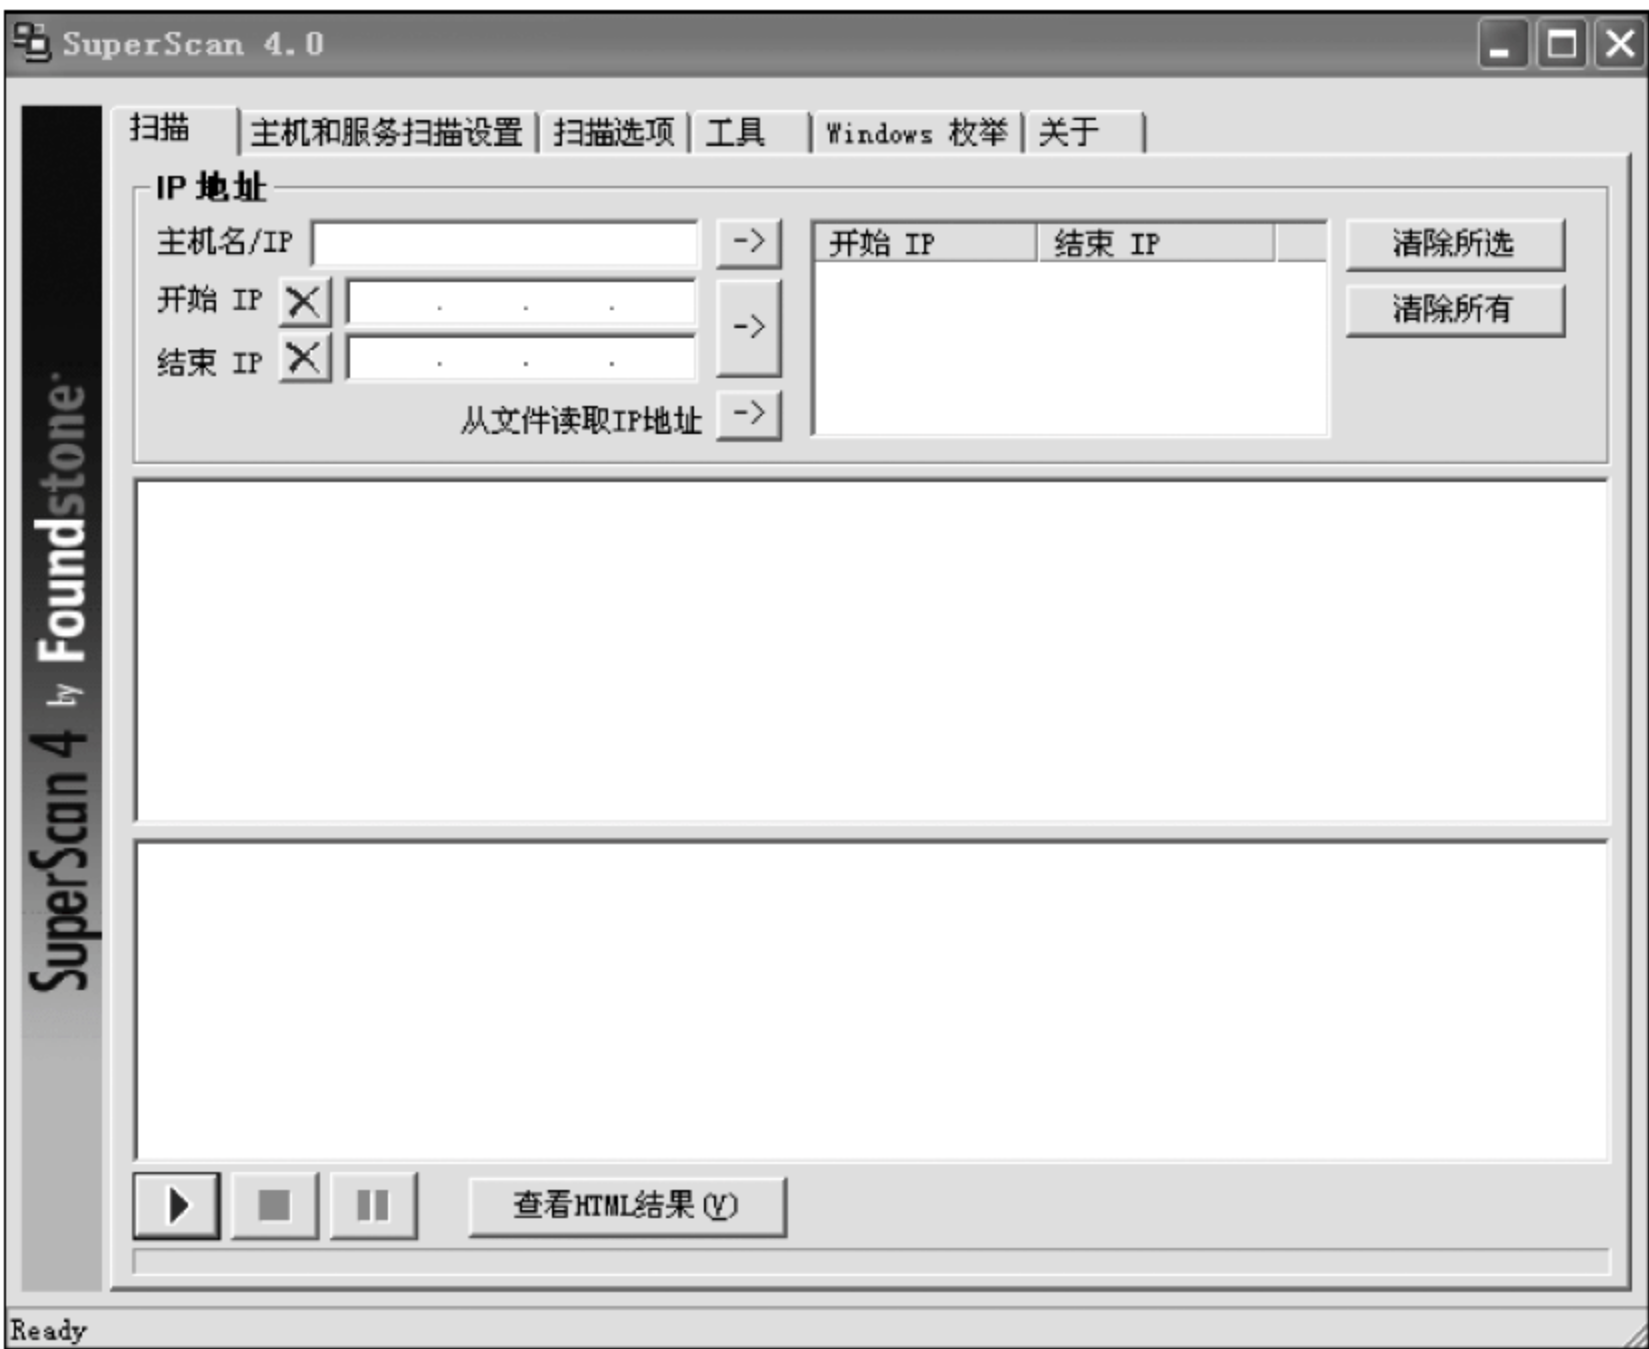 SuperScan 4.0
扫描 主机和服务扫描设置 扫描选项 工具 Windows 枚举 关于
IP 地址
主机名/IP -> 开始 IP 结束 IP 清除所选
开始 IP . . . -> 清除所有
结束 IP . . .
从文件读取IP地址 ->
SuperScan 4 by Foundstone
查看HTML结果(V)
Ready